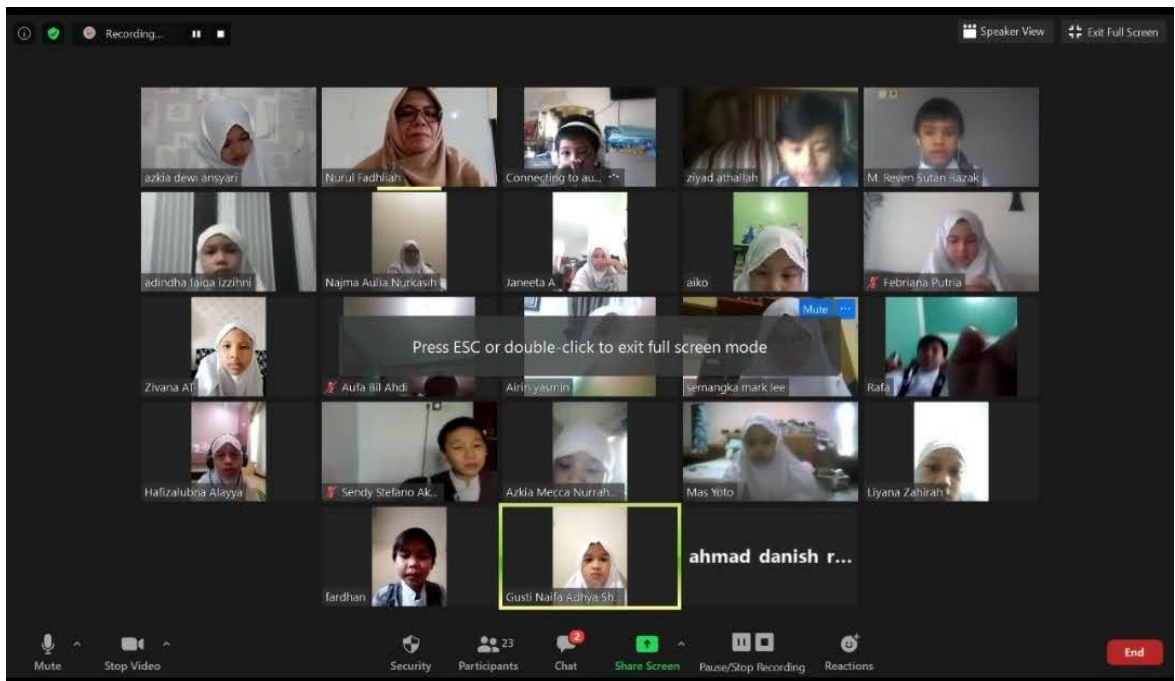 Recording...
Speaker View
Exit Full Screen
azkia dewi ansyari
Nurul Fadhliah
Connecting to au...
ziyad athallah
M. Reven Sutan Razak
adindha faiqa izzihni
Najma Aulia Nurkasih
Janeeta A
aiko
Febriana Putria
Mute ...
Press ESC or double-click to exit full screen mode
Zivana AT
Aufa Bil Ahdi
Airin yasmin
semangka mark lee
Rafa
Hafizalubna Alayya
Sendy Stefano Ak...
Azkia Mecca Nurrah...
Mas Yoto
Liyana Zahirah
ahmad danish r...
fardhan
Gusti Naifa Adhya Sh...
Mute
Stop Video
Security
23
Participants
2
Chat
Share Screen
Pause/Stop Recording
Reactions
End